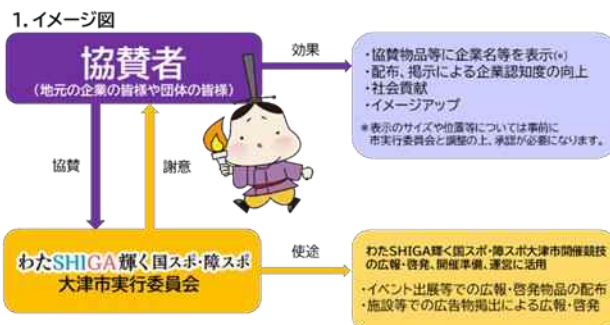 1.イメージ図
協賛者
(地元の企業の皆様や団体の皆様)
効果
・協賛物品等に企業名等を表示(*)
・配布、掲示による企業認知度の向上
・社会貢献
・イメージアップ
*表示のサイズや位置等については事前に
市実行委員会と調整の上、承認が必要になります。
協賛
謝意
わたSHIGA輝く国スポ・障スポ
大津市実行委員会
使途
わたSHIGA輝く国スポ・障スポ大津市開催競技
の広報・啓発、開催準備、運営に活用
・イベント出展等での広報・啓発物品の配布
・施設等での広告物掲出による広報・啓発